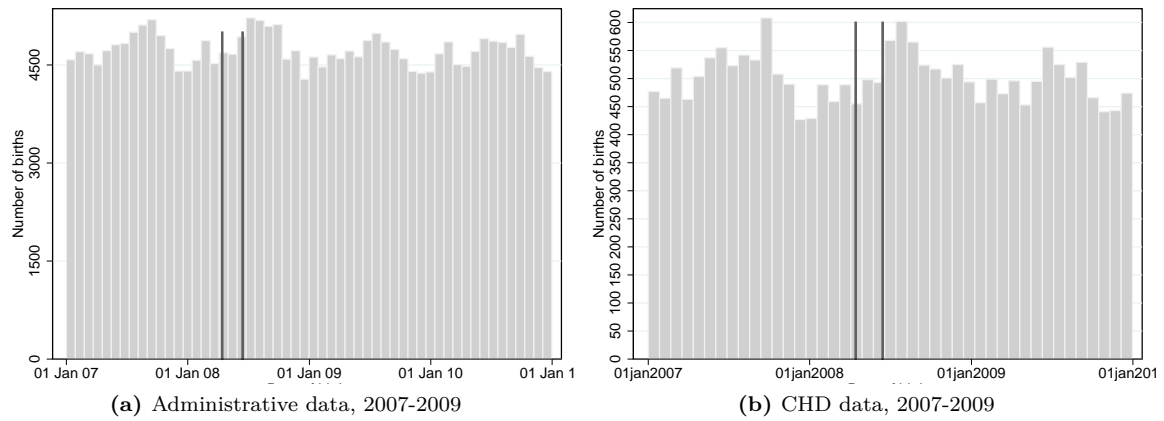 Number of births
4500
3000
1500
0
01 Jan 07 01 Jan 08 01 Jan 09 01 Jan 10 01 Jan 1
(a) Administrative data, 2007-2009
Number of births
600
550
500
450
400
350
300
250
200
150
100
50
0
01jan2007 01jan2008 01jan2009 01jan201
(b) CHD data, 2007-2009